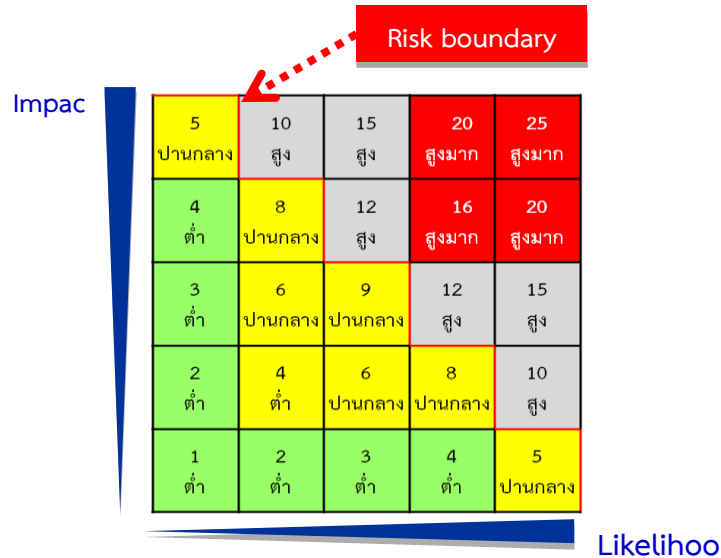 Risk boundary
Impac
5 10 15 20 25
ปานกลาง สูง สูง สูงมาก สูงมาก
4 8 12 16 20
ต่ำ ปานกลาง สูง สูงมาก สูงมาก
3 6 9 12 15
ต่ำ ปานกลาง ปานกลาง สูง สูง
2 4 6 8 10
ต่ำ ต่ำ ปานกลาง ปานกลาง สูง
1 2 3 4 5
ต่ำ ต่ำ ต่ำ ต่ำ ปานกลาง
Likelihoo